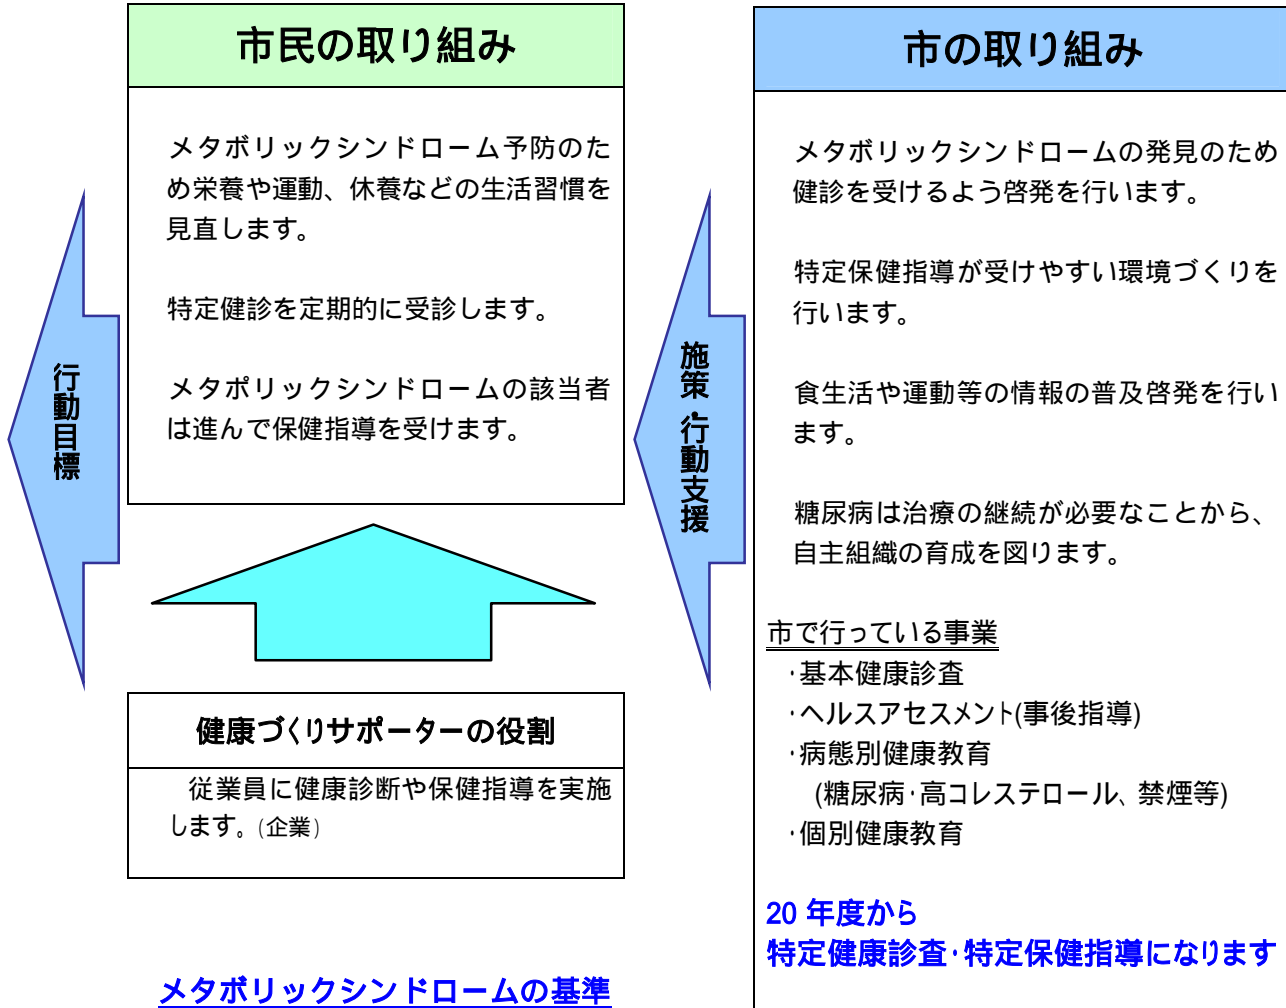 市民の取り組み
メタボリックシンドローム予防のた
め栄養や運動、休養などの生活習慣を
見直します。
特定健診を定期的に受診します。
メタポリックシンドロームの該当者
は進んで保健指導を受けます。
行動目標
健康づくりサポーターの役割
従業員に健康診断や保健指導を実施
します。(企業)
メタボリックシンドロームの基準
施策・行動支援
市の取り組み
メタボリックシンドロームの発見のため
健診を受けるよう啓発を行います。
特定保健指導が受けやすい環境づくりを
行います。
食生活や運動等の情報の普及啓発を行い
ます。
糖尿病は治療の継続が必要なことから、
自主組織の育成を図ります。
市で行っている事業
・基本健康診査
・ヘルスアセスメント(事後指導)
・病態別健康教育
(糖尿病・高コレステロール、禁煙等)
・個別健康教育
20 年度から
特定健康診査・特定保健指導になります